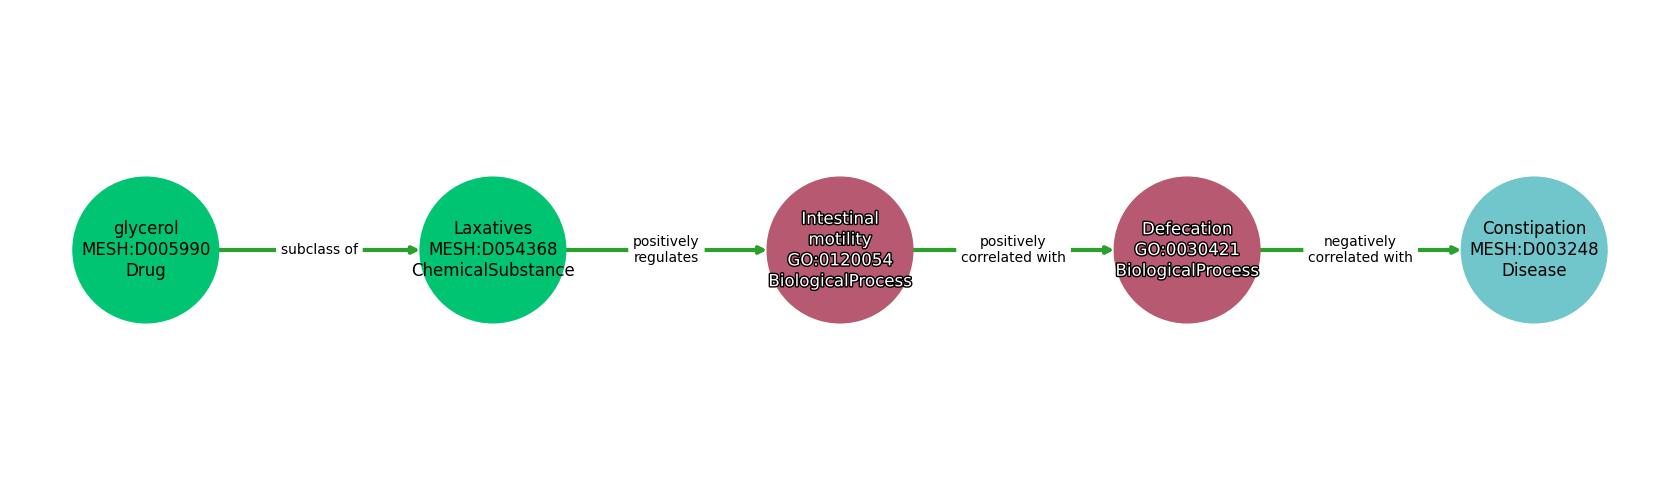 glycerol
MESH:D005990
Drug
subclass of
Laxatives
MESH:D054368
ChemicalSubstance
positively
regulates
Intestinal
motility
GO:0120054
BiologicalProcess
positively
correlated with
Defecation
GO:0030421
BiologicalProcess
negatively
correlated with
Constipation
MESH:D003248
Disease